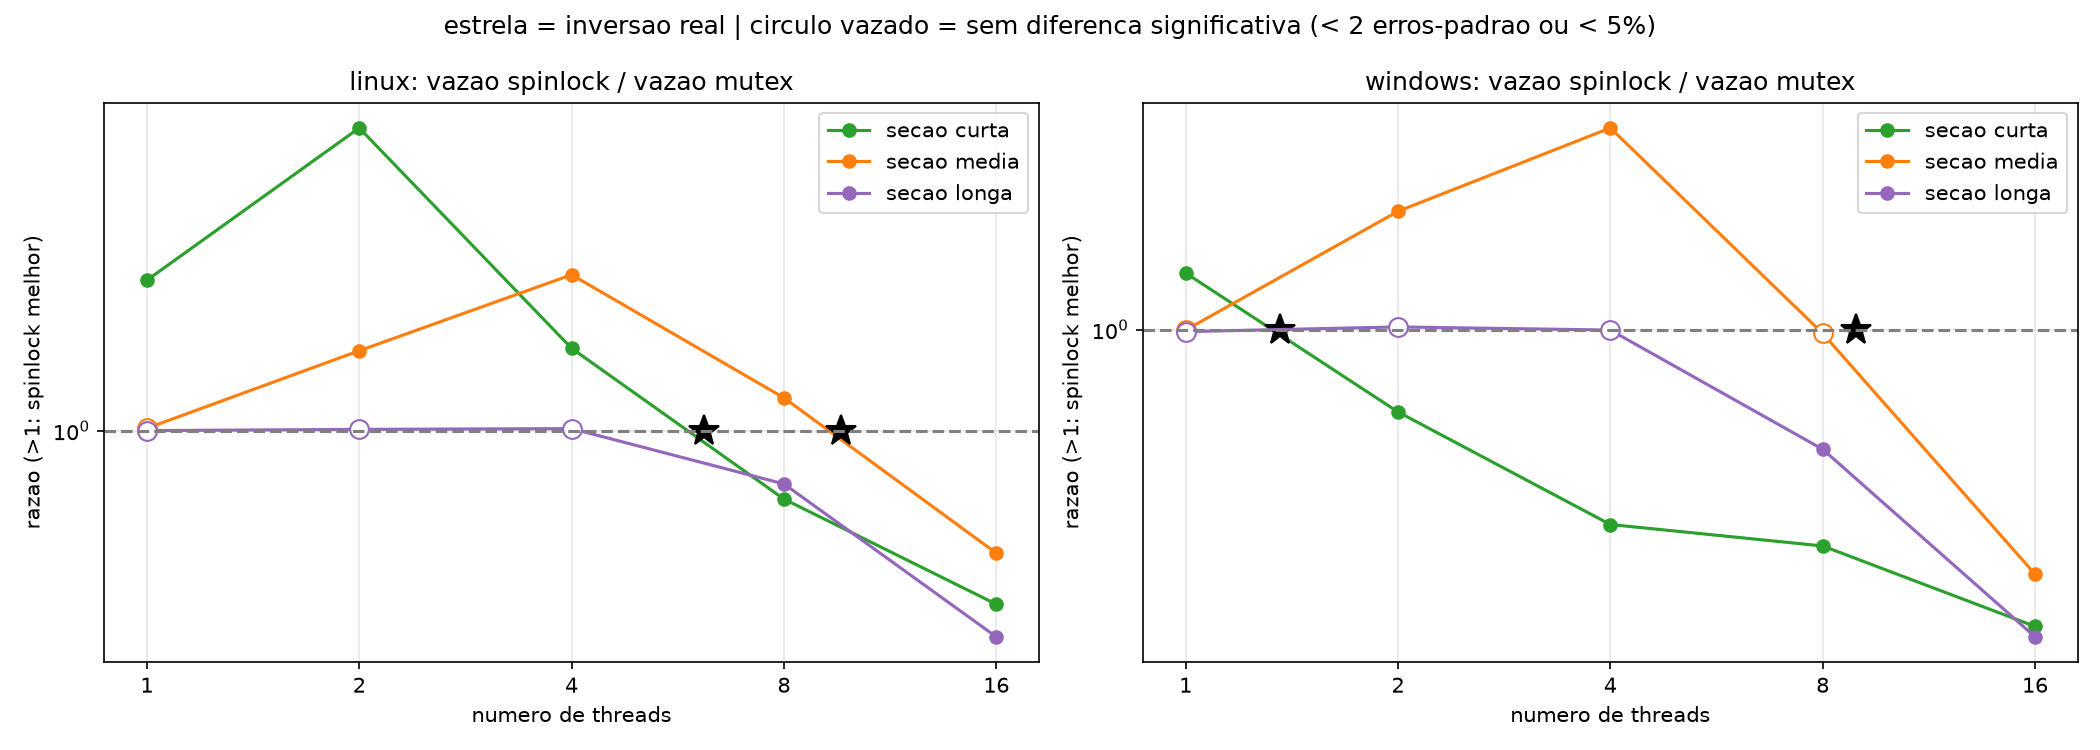 estrela = inversao real | circulo vazado = sem diferenca significativa (< 2 erros-padrao ou < 5%)
linux: vazao spinlock / vazao mutex
razao (>1: spinlock melhor)
10⁰
secao curta
secao media
secao longa
1 2 4 8 16
numero de threads
windows: vazao spinlock / vazao mutex
razao (>1: spinlock melhor)
10⁰
secao curta
secao media
secao longa
1 2 4 8 16
numero de threads